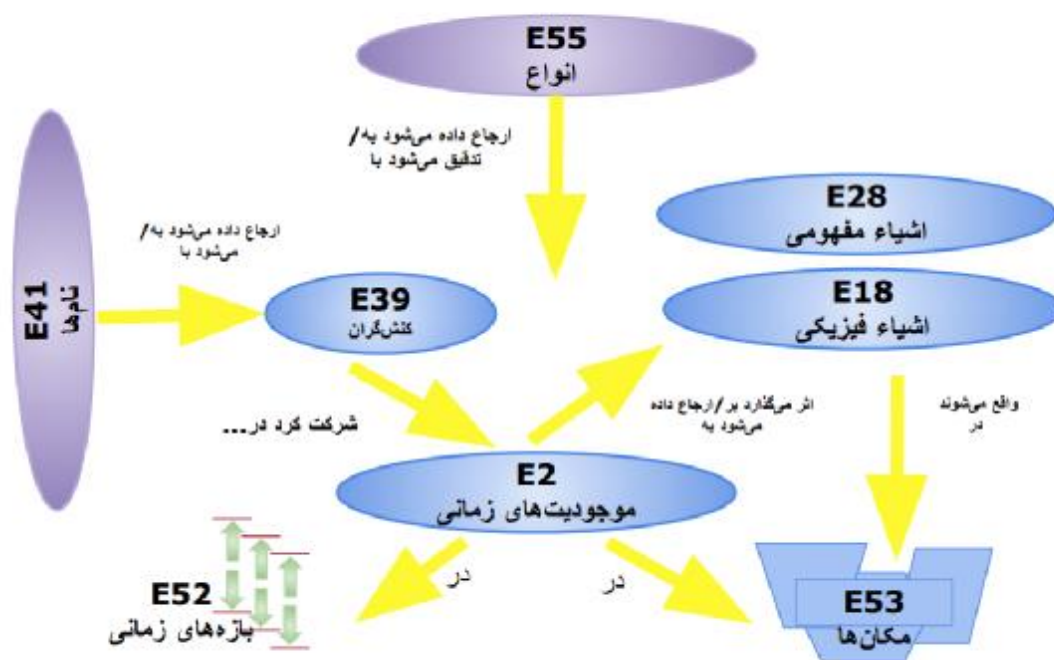 E55
انواع
ارجاع داده می‌شود به/
تدقیق می‌شود با
E28
اشیاء مفهومی
E41
نام‌ها
ارجاع داده می‌شود به/
می‌شود با
E39
کنش‌گران
E18
اشیاء فیزیکی
شرکت کرد در...
اثر می‌گذارد بر/ارجاع داده
می‌شود به
واقع می‌شوند
در
E2
موجودیت‌های زمانی
در
در
E52
بازه‌های زمانی
E53
مکان‌ها